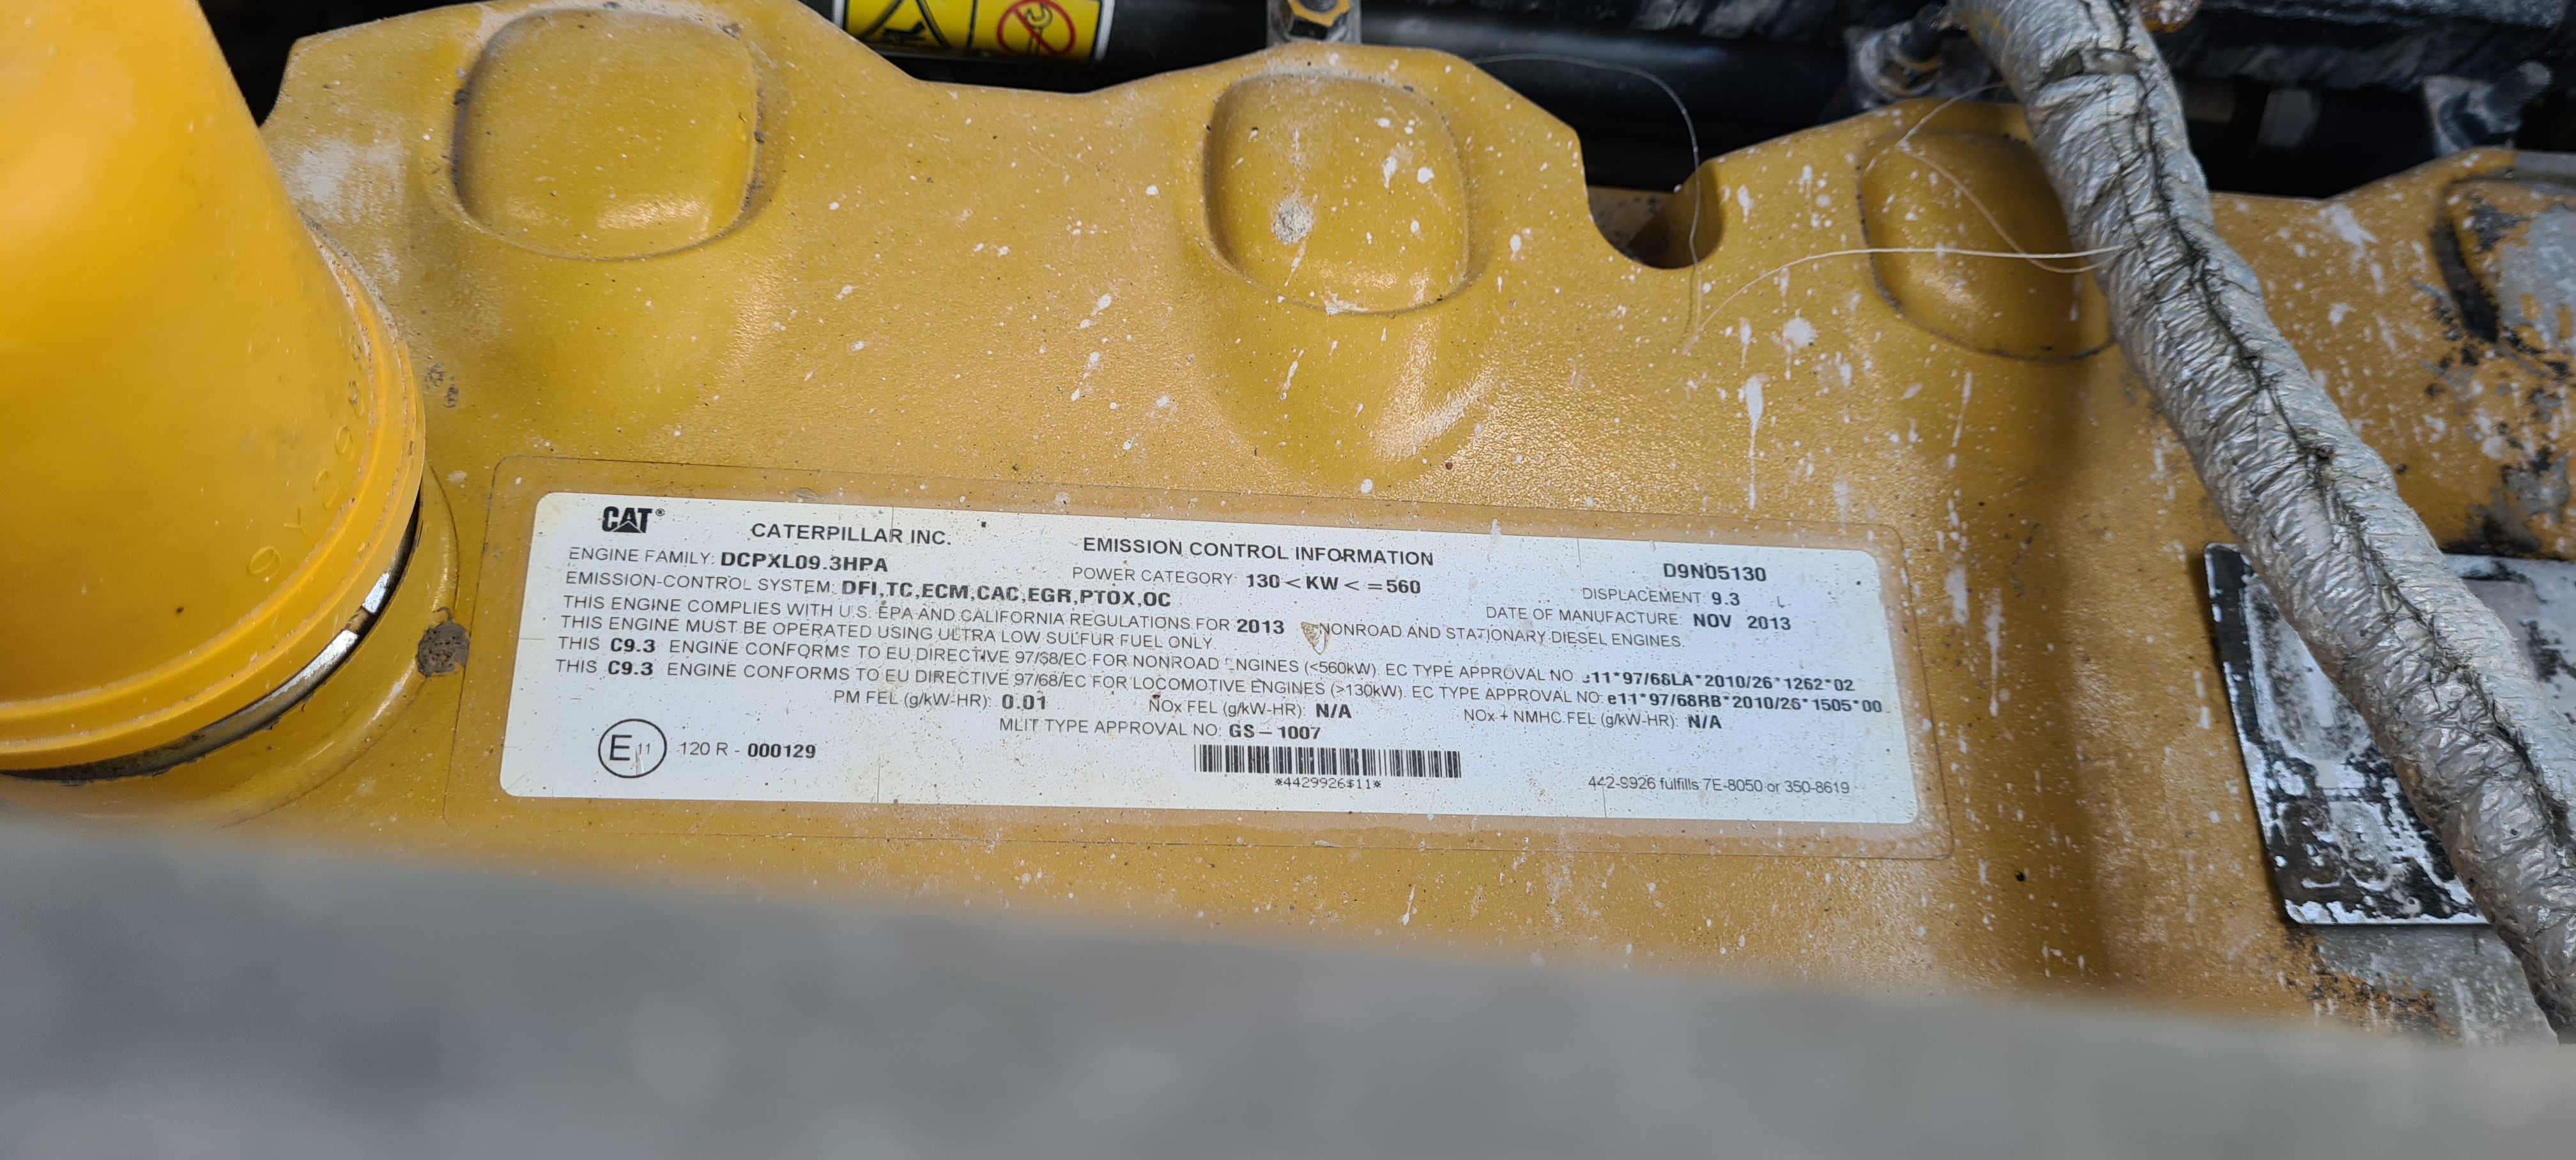 CAT®
CATERPILLAR INC.
EMISSION CONTROL INFORMATION
D9N05130
ENGINE FAMILY: DCPXL09.3HPA
POWER CATEGORY: 130 < KW < = 560
DISPLACEMENT: 9.3 L
EMISSION-CONTROL SYSTEM: DFI,TC,ECM,CAC,EGR,PTOX,OC
DATE OF MANUFACTURE: NOV 2013
THIS ENGINE COMPLIES WITH U.S. EPA AND CALIFORNIA REGULATIONS FOR 2013 NONROAD AND STATIONARY DIESEL ENGINES.
THIS ENGINE MUST BE OPERATED USING ULTRA LOW SULFUR FUEL ONLY.
THIS C9.3 ENGINE CONFORMS TO EU DIRECTIVE 97/68/EC FOR NONROAD ENGINES (<560kW). EC TYPE APPROVAL NO: e11*97/68LA*2010/26*1262*02
THIS C9.3 ENGINE CONFORMS TO EU DIRECTIVE 97/68/EC FOR LOCOMOTIVE ENGINES (>130kW). EC TYPE APPROVAL NO: e11*97/68RB*2010/26*1505*00
PM FEL (g/kW-HR): 0.01 NOx FEL (g/kW-HR): N/A NOx + NMHC FEL (g/kW-HR): N/A
MLIT TYPE APPROVAL NO: GS-1007
E 11 120 R - 000129
*4429926$11*
442-9926 fulfills 7E-8050 or 350-8619